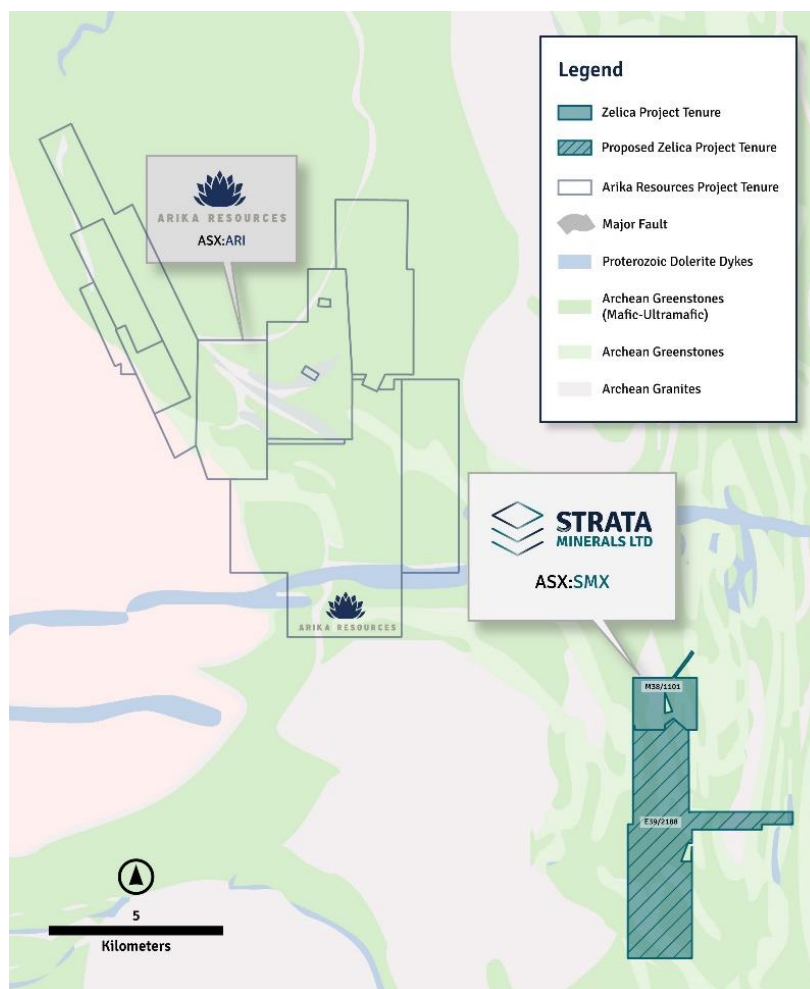 Legend
Zelica Project Tenure
Proposed Zelica Project Tenure
Arika Resources Project Tenure
Major Fault
Proterozoic Dolerite Dykes
Archean Greenstones
(Mafic-Ultramafic)
Archean Greenstones
Archean Granites
ARIKA RESOURCES
ASX:ARI
STRATA
MINERALS LTD
ASX:SMX
ARIKA RESOURCES
M38/1101
E39/2188
5
Kilometers